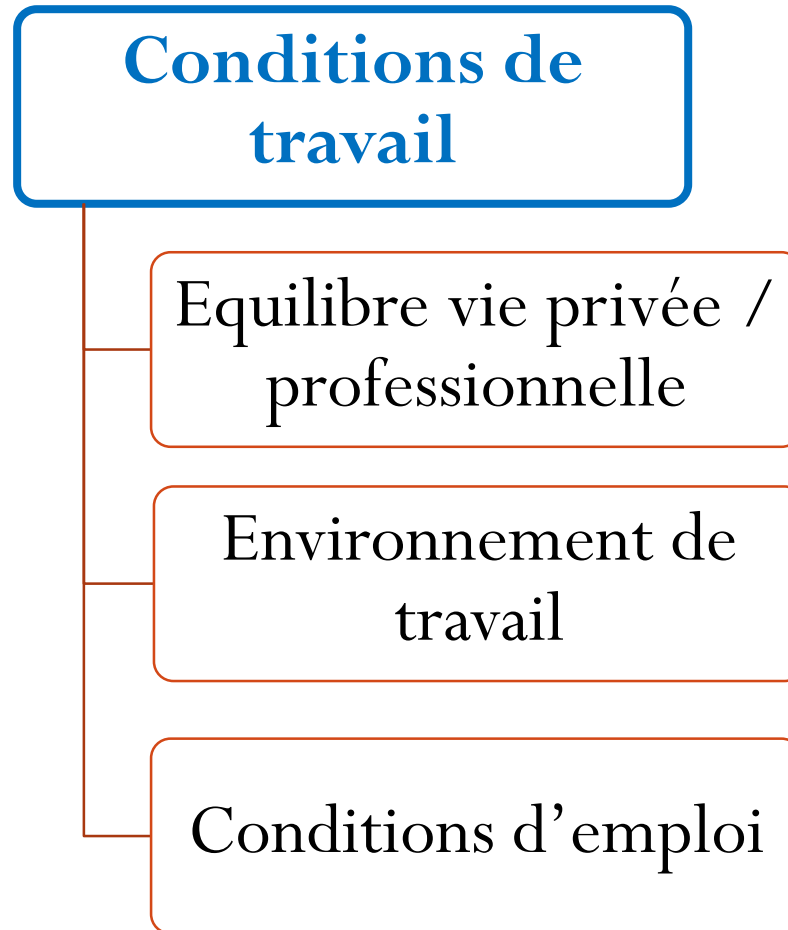 Conditions de
travail
Equilibre vie privée /
professionnelle
Environnement de
travail
Conditions d’emploi